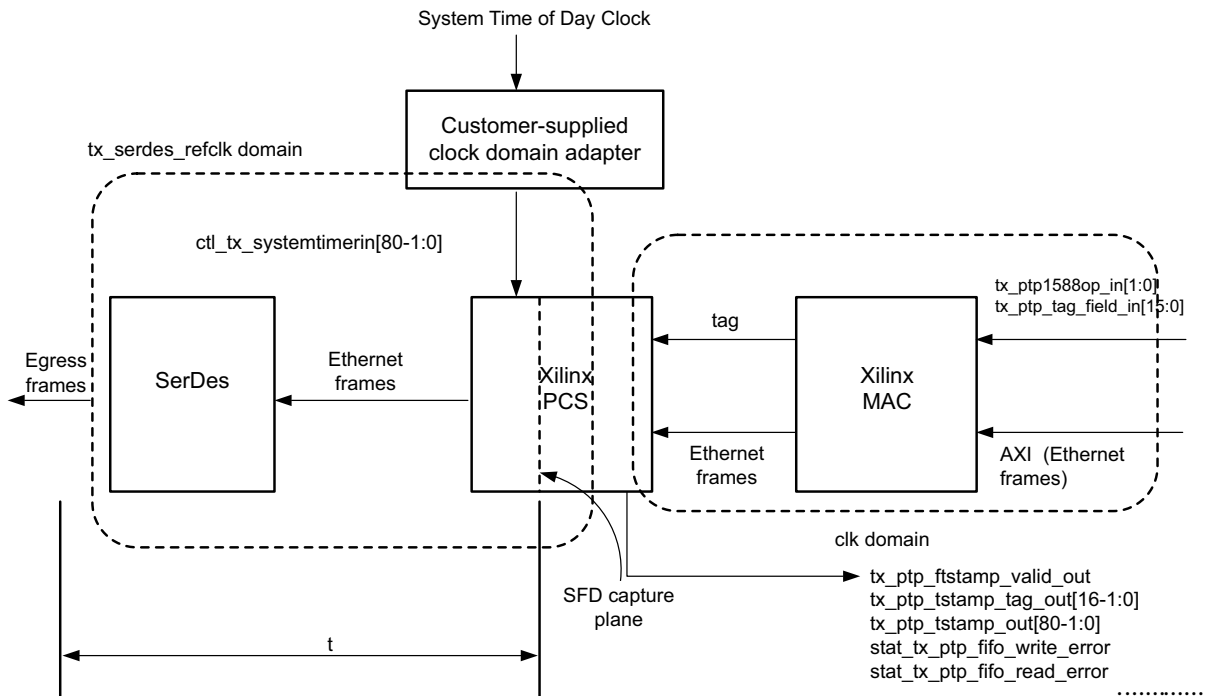 System Time of Day Clock
Customer-supplied
clock domain adapter
tx_serdes_refclk domain
ctl_tx_systemtimerin[80-1:0]
tx_ptp1588op_in[1:0]
tx_ptp_tag_field_in[15:0]
tag
Egress
frames
SerDes
Ethernet
frames
Xilinx
PCS
Xilinx
MAC
Ethernet
frames
AXI (Ethernet
frames)
clk domain
SFD capture
plane
tx_ptp_ftstamp_valid_out
tx_ptp_tstamp_tag_out[16-1:0]
tx_ptp_tstamp_out[80-1:0]
stat_tx_ptp_fifo_write_error
stat_tx_ptp_fifo_read_error
t